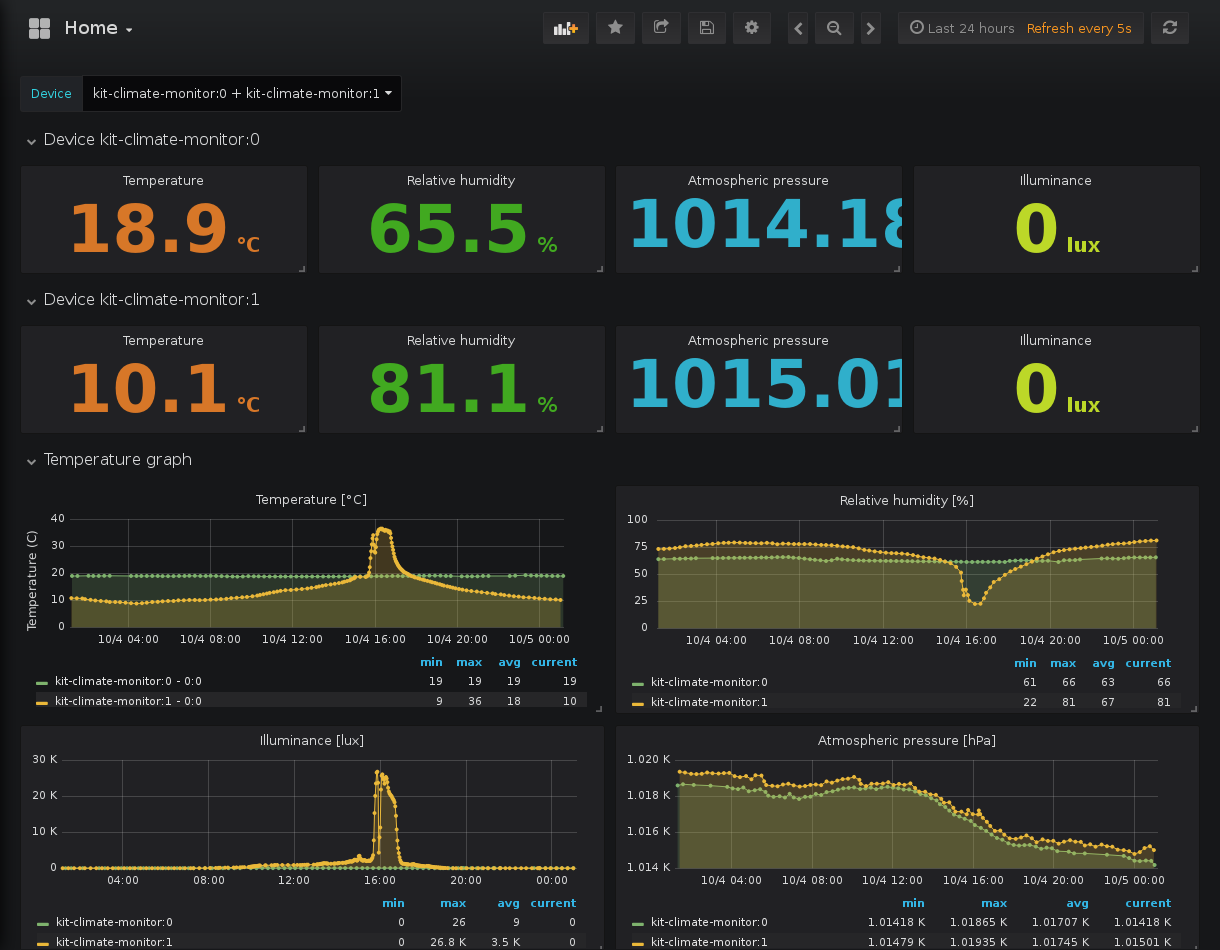 Home
Last 24 hours Refresh every 5s
Device kit-climate-monitor:0 + kit-climate-monitor:1
Device kit-climate-monitor:0
Temperature Relative humidity Atmospheric pressure Illuminance
18.9 °C 65.5 % 1014.18 0 lux
Device kit-climate-monitor:1
Temperature Relative humidity Atmospheric pressure Illuminance
10.1 °C 81.1 % 1015.01 0 lux
Temperature graph
Temperature [°C]
Temperature (C)
40
30
20
10
0
10/4 04:00 10/4 08:00 10/4 12:00 10/4 16:00 10/4 20:00 10/5 00:00
min max avg current
kit-climate-monitor:0 - 0:0 19 19 19 19
kit-climate-monitor:1 - 0:0 9 36 18 10
Relative humidity [%]
100
75
50
25
0
10/4 04:00 10/4 08:00 10/4 12:00 10/4 16:00 10/4 20:00 10/5 00:00
min max avg current
kit-climate-monitor:0 61 66 63 66
kit-climate-monitor:1 22 81 67 81
Illuminance [lux]
30 K
20 K
10 K
0
04:00 08:00 12:00 16:00 20:00 00:00
min max avg current
kit-climate-monitor:0 0 26 9 0
kit-climate-monitor:1 0 26.8 K 3.5 K 0
Atmospheric pressure [hPa]
1.020 K
1.018 K
1.016 K
1.014 K
10/4 04:00 10/4 08:00 10/4 12:00 10/4 16:00 10/4 20:00 10/5 00:00
min max avg current
kit-climate-monitor:0 1.01418 K 1.01865 K 1.01707 K 1.01418 K
kit-climate-monitor:1 1.01479 K 1.01935 K 1.01745 K 1.01501 K